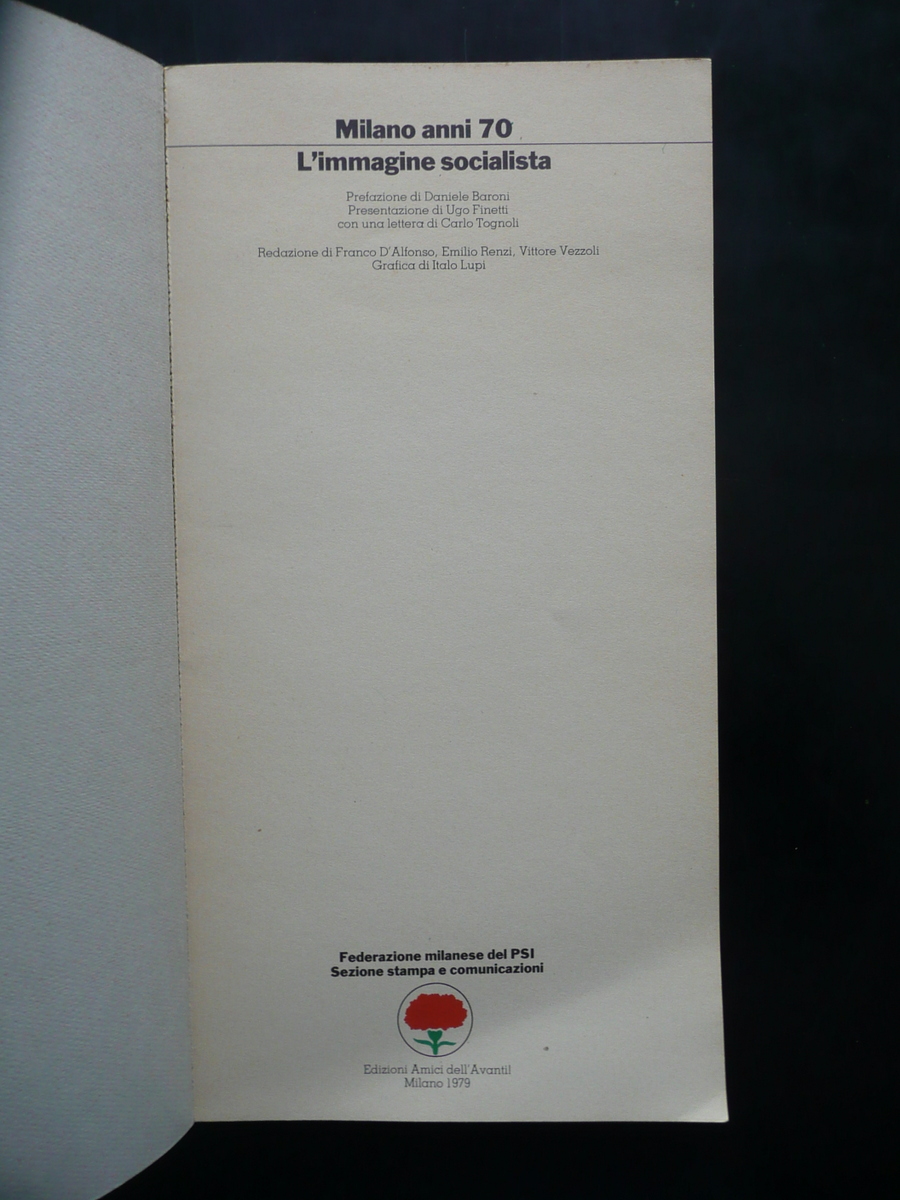 Milano anni 70
L'immagine socialista
Prefazione di Daniele Baroni
Presentazione di Ugo Finetti
con una lettera di Carlo Tognoli
Redazione di Franco D'Alfonso, Emilio Renzi, Vittore Vezzoli
Grafica di Italo Lupi
Federazione milanese del PSI
Sezione stampa e comunicazioni
Edizioni Amici dell'Avanti!
Milano 1979